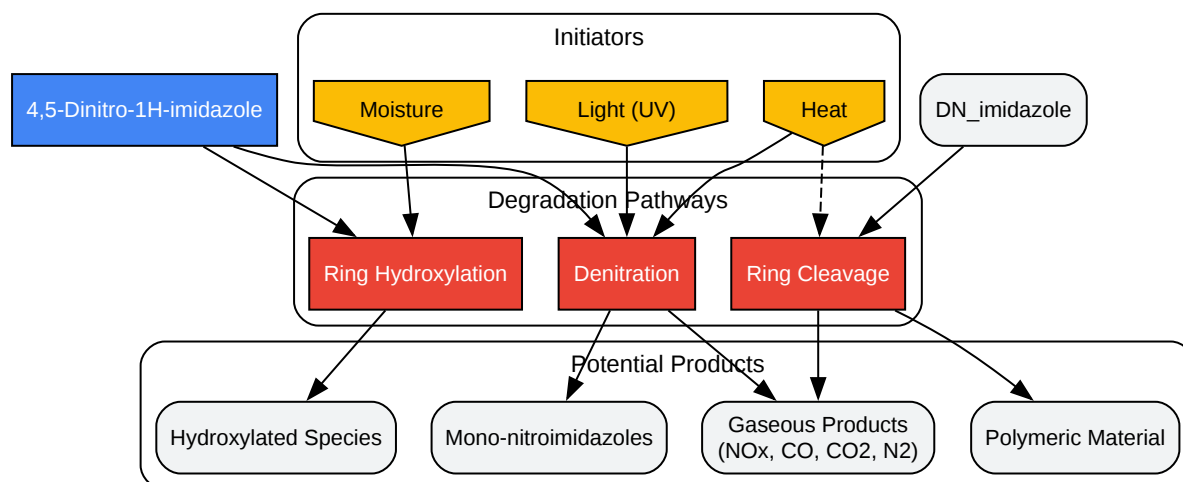 Initiators
4,5-Dinitro-1H-imidazole
Moisture
Light (UV)
Heat
DN_imidazole
Degradation Pathways
Ring Hydroxylation
Denitration
Ring Cleavage
Potential Products
Hydroxylated Species
Mono-nitroimidazoles
Gaseous Products
(NOx, CO, CO2, N2)
Polymeric Material